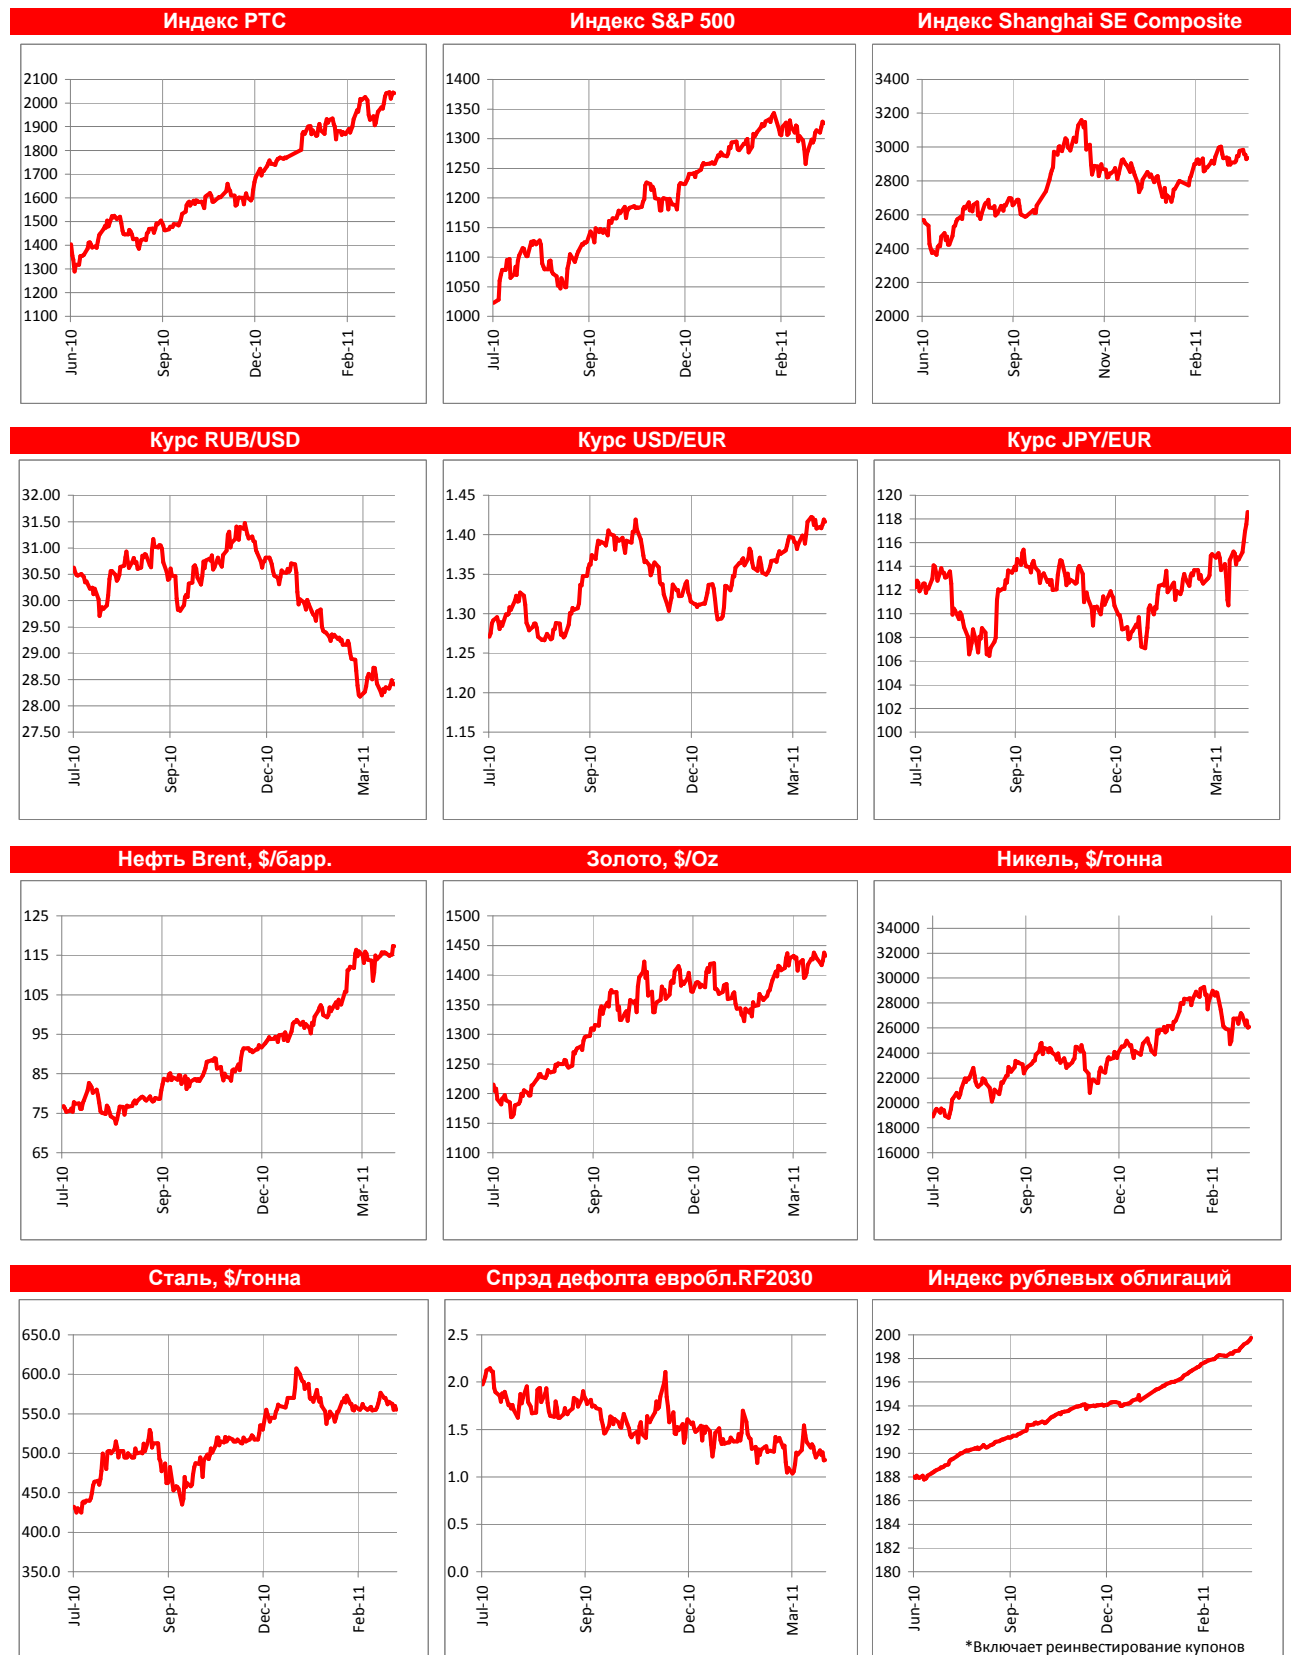 Индекс РТС
Индекс S&P 500
Индекс Shanghai SE Composite
2100
2000
1900
1800
1700
1600
1500
1400
1300
1200
1100
Jun-10
Sep-10
Dec-10
Feb-11
1400
1350
1300
1250
1200
1150
1100
1050
1000
Jul-10
Sep-10
Dec-10
Feb-11
3400
3200
3000
2800
2600
2400
2200
2000
Jun-10
Sep-10
Nov-10
Feb-11
Курс RUB/USD
Курс USD/EUR
Курс JPY/EUR
32.00
31.50
31.00
30.50
30.00
29.50
29.00
28.50
28.00
27.50
Jul-10
Sep-10
Dec-10
Mar-11
1.45
1.40
1.35
1.30
1.25
1.20
1.15
Jul-10
Sep-10
Dec-10
Mar-11
120
118
116
114
112
110
108
106
104
102
100
Jul-10
Sep-10
Dec-10
Mar-11
Нефть Brent, $/барр.
Золото, $/Oz
Никель, $/тонна
125
115
105
95
85
75
65
Jul-10
Sep-10
Dec-10
Mar-11
1500
1450
1400
1350
1300
1250
1200
1150
1100
Jul-10
Sep-10
Dec-10
Mar-11
34000
32000
30000
28000
26000
24000
22000
20000
18000
16000
Jul-10
Sep-10
Dec-10
Feb-11
Сталь, $/тонна
Спрэд дефолта евробл.RF2030
Индекс рублевых облигаций
650.0
600.0
550.0
500.0
450.0
400.0
350.0
Jul-10
Sep-10
Dec-10
Feb-11
2.5
2.0
1.5
1.0
0.5
0.0
Jul-10
Sep-10
Dec-10
Mar-11
200
198
196
194
192
190
188
186
184
182
180
Jun-10
Sep-10
Dec-10
Feb-11
*Включает реинвестирование купонов